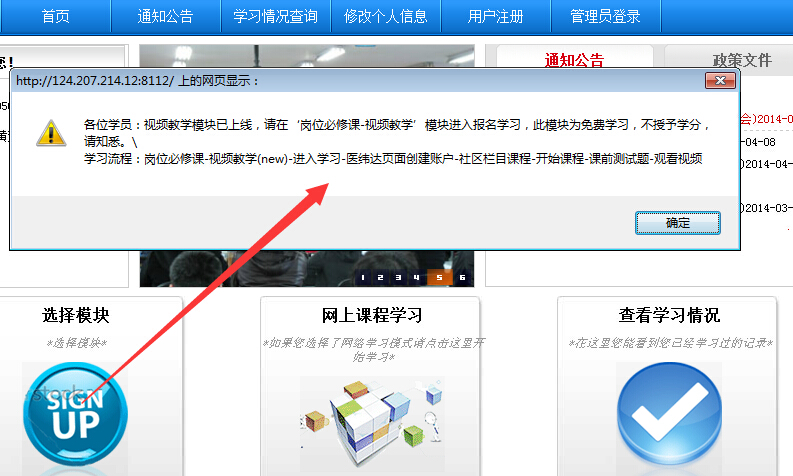 首页 通知公告 学习情况查询 修改个人信息 用户注册 管理员登录
您! 通知公告 政策文件
http://124.207.214.12:8112/ 上的网页显示：
各位学员：视频教学模块已上线，请在‘岗位必修课-视频教学’模块进入报名学习，此模块为免费学习，不授予学分，
请知悉。\
学习流程：岗位必修课-视频教学(new)-进入学习-医纬达页面创建账户-社区栏目课程-开始课程-课前测试题-观看视频
确定
会)2014-0
-04-08
)2014-04-
)2014-03-
1 2 3 4 5 6
选择模块
*选择模块*
SIGN
UP
网上课程学习
*如果您选择了网络学习模式请点击这里开
始学习*
查看学习情况
*在这里您能看到您已经学习过的记录*